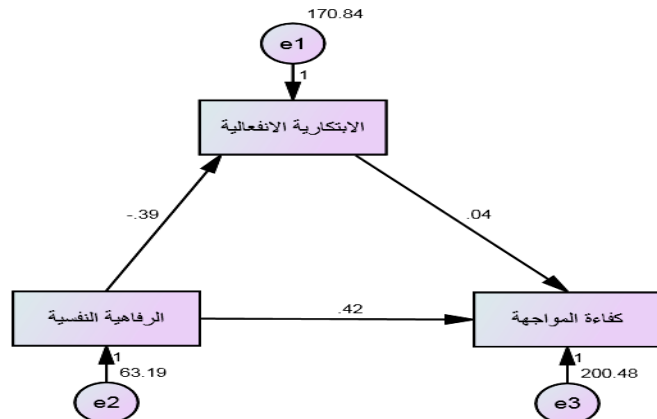 170.84
e1
1
الابتكارية الانفعالية
-.39
.04
الرفاهية النفسية
.42
كفاءة المواجهة
1
63.19
1
200.48
e2
e3